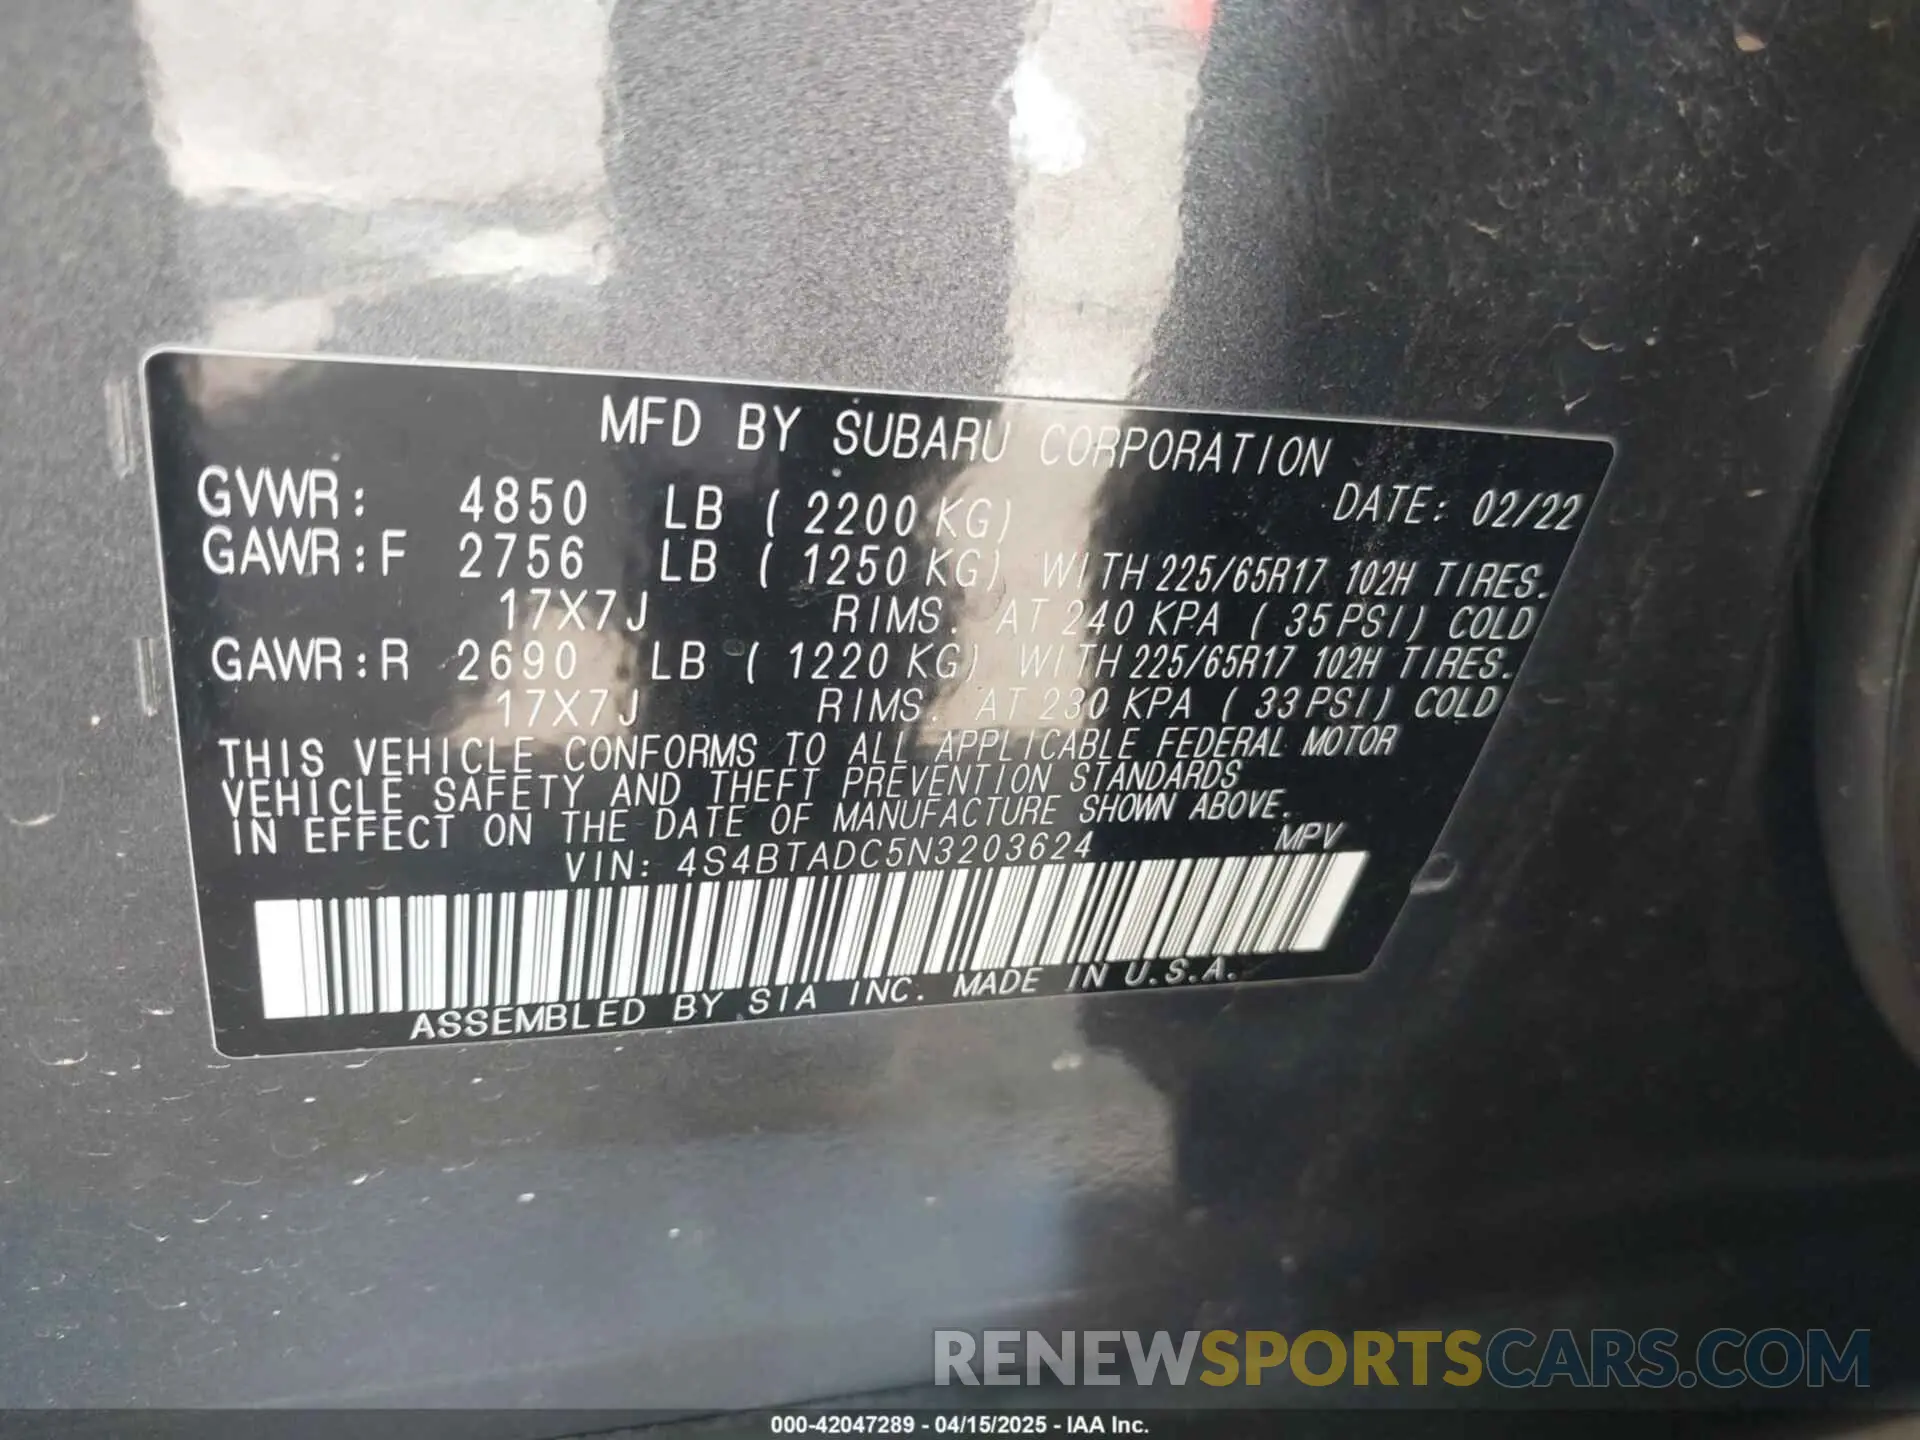 MFD BY SUBARU CORPORATION
GVWR: 4850 LB ( 2200 KG) DATE: 02/22
GAWR:F 2756 LB ( 1250 KG) WITH 225/65R17 102H TIRES.
17X7J RIMS. AT 240 KPA ( 35 PSI) COLD
GAWR:R 2690 LB ( 1220 KG) WITH 225/65R17 102H TIRES.
17X7J RIMS. AT 230 KPA ( 33 PSI) COLD
THIS VEHICLE CONFORMS TO ALL APPLICABLE FEDERAL MOTOR
VEHICLE SAFETY AND THEFT PREVENTION STANDARDS
IN EFFECT ON THE DATE OF MANUFACTURE SHOWN ABOVE.
VIN: 4S4BTADC5N3203624 MPV
ASSEMBLED BY SIA INC. MADE IN U.S.A.
RENEWSPORTSCARS.COM
000-42047289 - 04/15/2025 - IAA Inc.